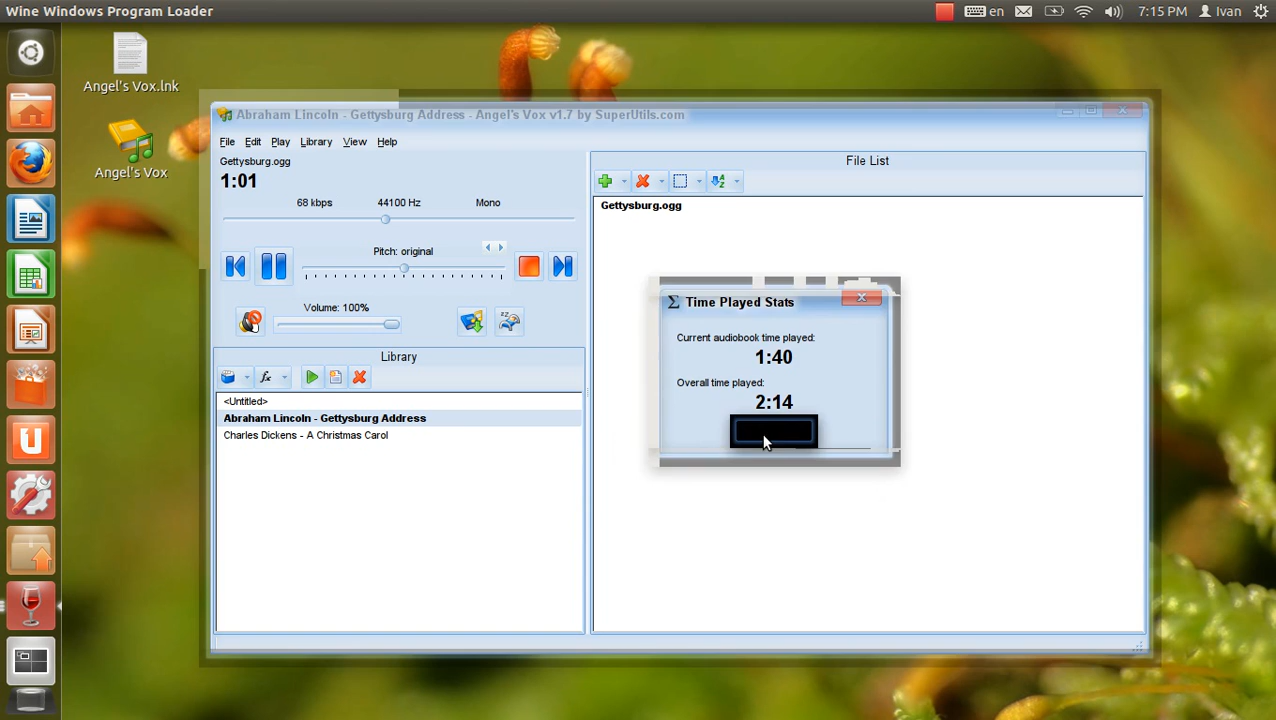 Wine Windows Program Loader
en
7:15 PM
Ivan
Angel's Vox.lnk
Angel's Vox
Abraham Lincoln - Gettysburg Address - Angel's Vox v1.7 by SuperUtils.com
File Edit Play Library View Help
Gettysburg.ogg
1:01
68 kbps 44100 Hz Mono
Pitch: original
Volume: 100%
Library
<Untitled>
Abraham Lincoln - Gettysburg Address
Charles Dickens - A Christmas Carol
File List
Gettysburg.ogg
Time Played Stats
Current audiobook time played:
1:40
Overall time played:
2:14